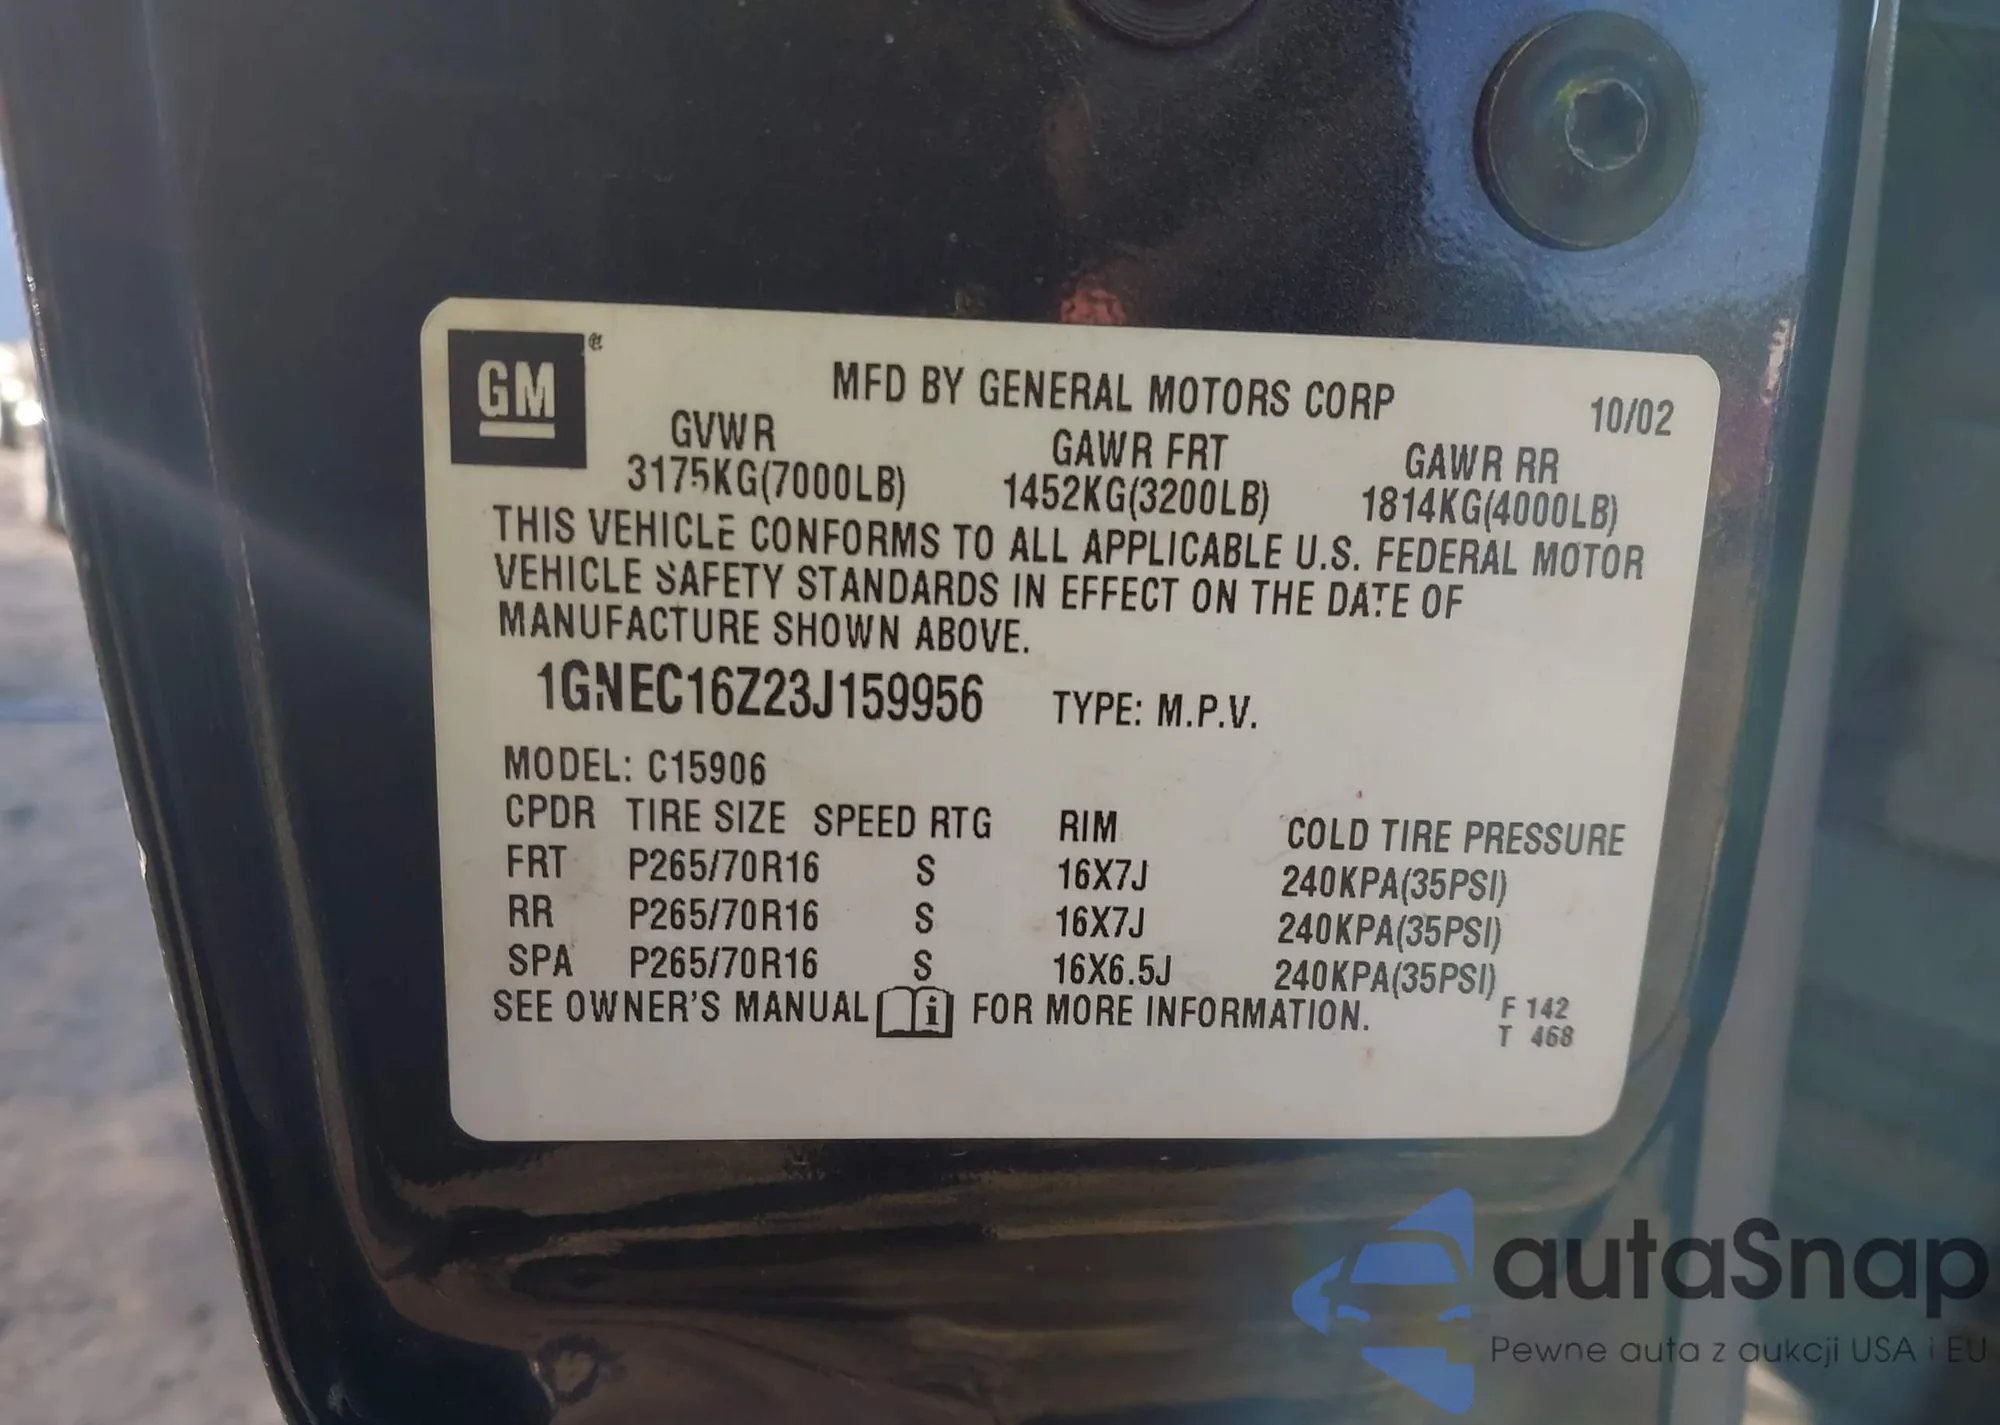 GM
MFD BY GENERAL MOTORS CORP 10/02
GVWR GAWR FRT GAWR RR
3175KG(7000LB) 1452KG(3200LB) 1814KG(4000LB)
THIS VEHICLE CONFORMS TO ALL APPLICABLE U.S. FEDERAL MOTOR
VEHICLE SAFETY STANDARDS IN EFFECT ON THE DATE OF
MANUFACTURE SHOWN ABOVE.
1GNEC16Z23J159956 TYPE: M.P.V.
MODEL: C15906
CPDR TIRE SIZE SPEED RTG RIM COLD TIRE PRESSURE
FRT P265/70R16 S 16X7J 240KPA(35PSI)
RR P265/70R16 S 16X7J 240KPA(35PSI)
SPA P265/70R16 S 16X6.5J 240KPA(35PSI)
SEE OWNER'S MANUAL i FOR MORE INFORMATION.
F 142
T 468
autaSnap
Pewne auta z aukcji USA i EU